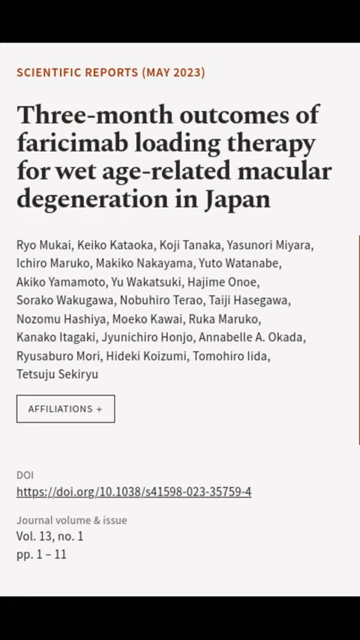 SCIENTIFIC REPORTS (MAY 2023)
Three-month outcomes of
faricimab loading therapy
for wet age-related macular
degeneration in Japan
Ryo Mukai, Keiko Kataoka, Koji Tanaka, Yasunori Miyara,
Ichiro Maruko, Makiko Nakayama, Yuto Watanabe,
Akiko Yamamoto, Yu Wakatsuki, Hajime Onoe,
Sorako Wakugawa, Nobuhiro Terao, Taiji Hasegawa,
Nozomu Hashiya, Moeko Kawai, Ruka Maruko,
Kanako Itagaki, Jyunichiro Honjo, Annabelle A. Okada,
Ryusaburo Mori, Hideki Koizumi, Tomohiro Iida,
Tetsuju Sekiryu
AFFILIATIONS +
DOI
https://doi.org/10.1038/s41598-023-35759-4
Journal volume & issue
Vol. 13, no. 1
pp. 1 – 11